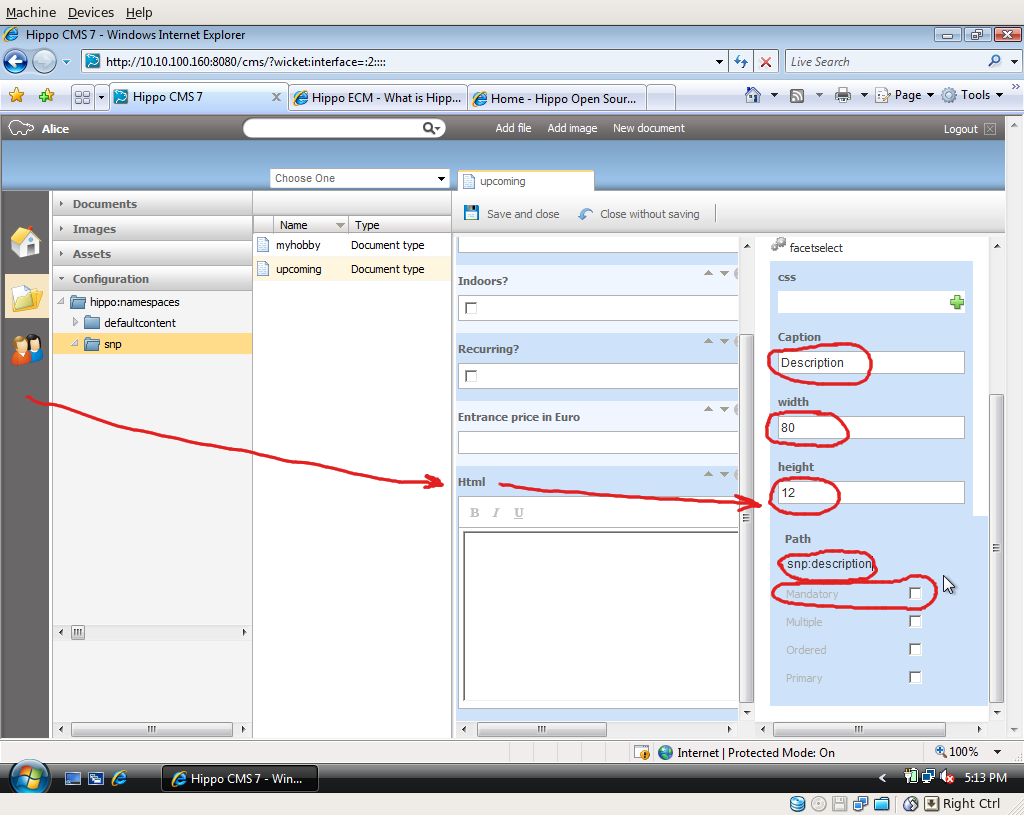 Machine Devices Help
Hippo CMS 7 - Windows Internet Explorer
http://10.10.100.160:8080/cms/?wicket:interface=:2::::
Live Search
Hippo CMS 7
Hippo ECM - What is Hipp...
Home - Hippo Open Sour...
Page
Tools
Alice
Add file
Add image
New document
Logout
Choose One
upcoming
Save and close
Close without saving
Documents
Images
Assets
Configuration
hippo:namespaces
defaultcontent
snp
Name
Type
myhobby
Document type
upcoming
Document type
Indoors?
Recurring?
Entrance price in Euro
Html
B I U
facetselect
css
Caption
Description
width
80
height
12
Path
snp:description
Mandatory
Multiple
Ordered
Primary
Internet | Protected Mode: On
100%
Hippo CMS 7 - Win...
5:13 PM
Right Ctrl